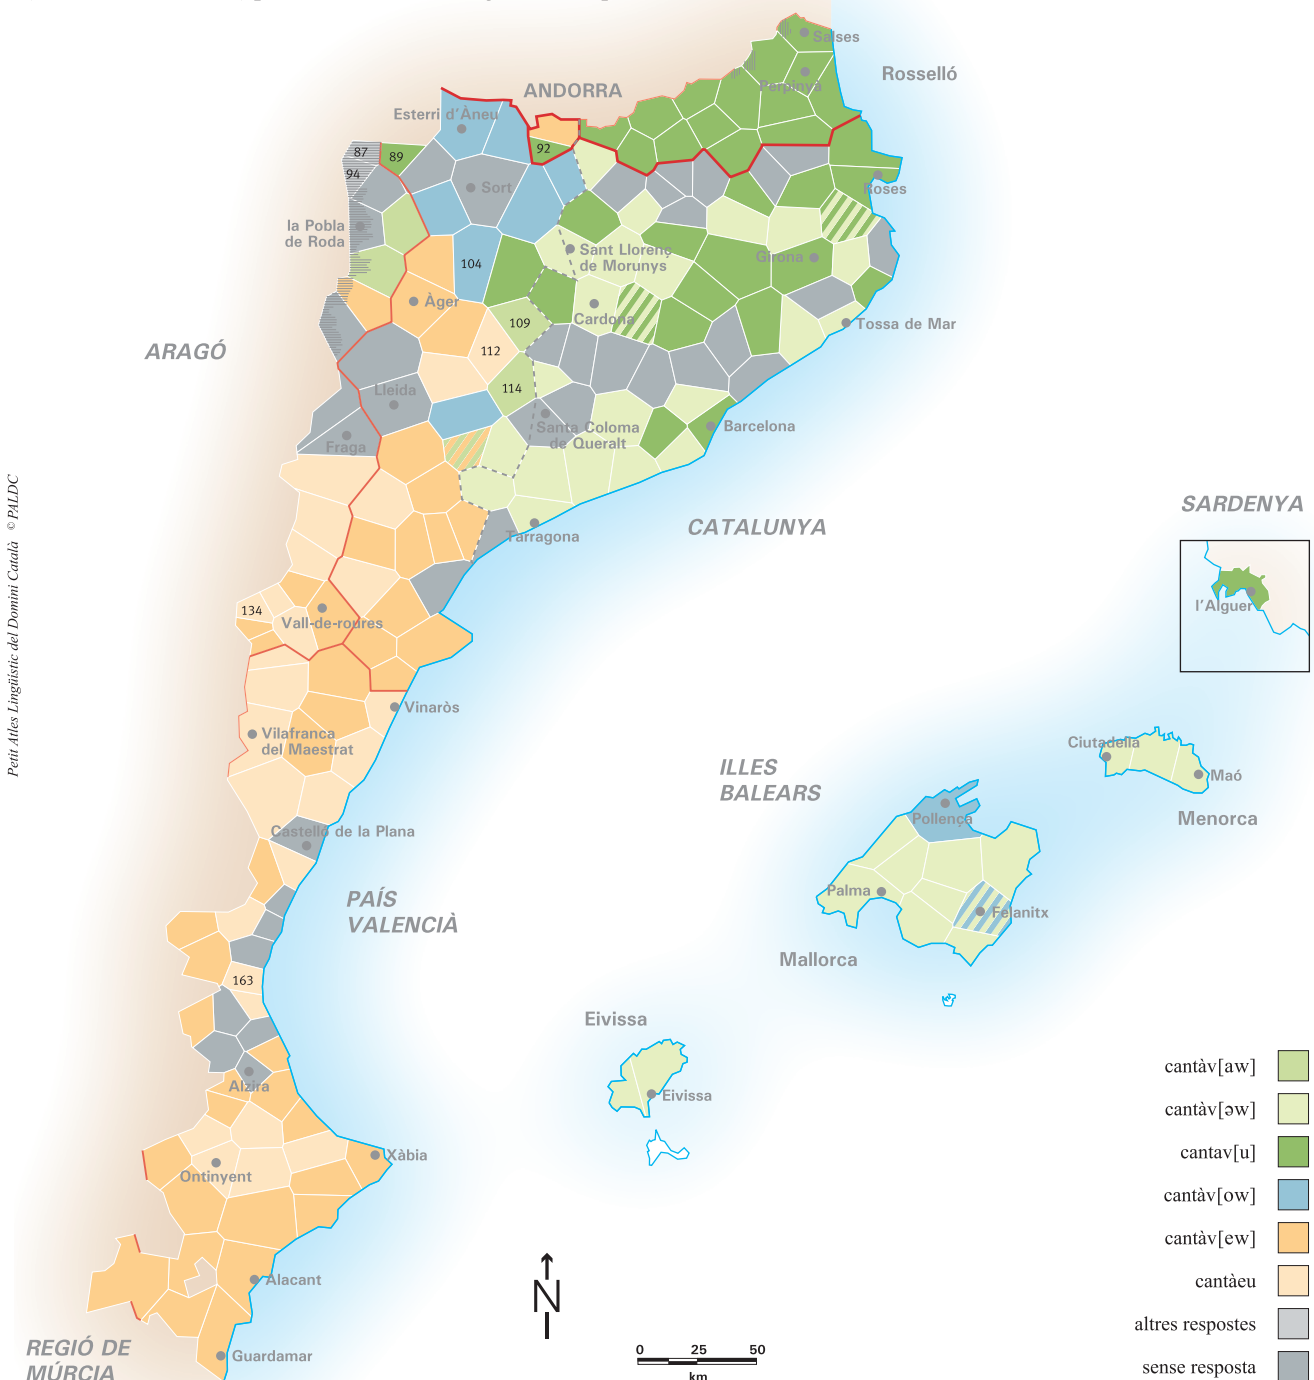 Salses
Rosselló
Perpinyà
ANDORRA
Esterri d'Àneu
87
89
92
94
Sort
Roses
la Pobla
de Roda
Sant Llorenç
de Morunys
Girona
104
Àger
Cardona
109
Tossa de Mar
ARAGÓ
112
Lleida
114
Santa Coloma
de Queralt
Barcelona
Fraga
Petit Atles Lingüístic del Domini Català © PALDC
SARDENYA
CATALUNYA
Tarragona
l'Alguer
134
Vall-de-roures
Vinaròs
Vilafranca
del Maestrat
Ciutadella
ILLES
BALEARS
Maó
Menorca
Pollença
Castelló de la Plana
Palma
Felanitx
PAÍS
VALENCIÀ
Mallorca
163
Eivissa
Alzira
Eivissa
Xàbia
Ontinyent
Alacant
N
Guardamar
REGIÓ DE
MÚRCIA
0 25 50
km
cantàv[aw]
cantàv[əw]
cantav[u]
cantàv[ow]
cantàv[ew]
cantàeu
altres respostes
sense resposta